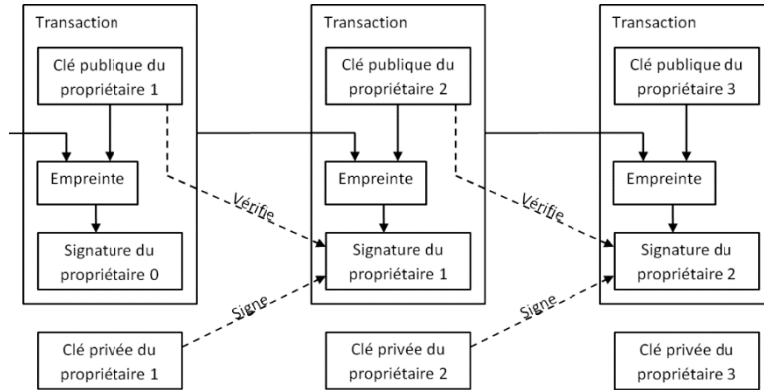 Transaction
Clé publique du
propriétaire 1
Empreinte
Signature du
propriétaire 0
Transaction
Clé publique du
propriétaire 2
Empreinte
Signature du
propriétaire 1
Transaction
Clé publique du
propriétaire 3
Empreinte
Signature du
propriétaire 2
Vérifie
Vérifie
Signe
Signe
Clé privée du
propriétaire 1
Clé privée du
propriétaire 2
Clé privée du
propriétaire 3